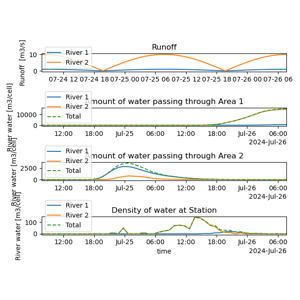 Runoff
River 1
River 2
Runoff [m3/s]
10
0
07-24 12 07-24 18 07-25 00 07-25 06 07-25 12 07-25 18 07-26 00 07-26 06
mount of water passing through Area 1
River 1
River 2
Total
River water [m3/cell]
10000
0
12:00 18:00 Jul-25 06:00 12:00 18:00 Jul-26 06:00
2024-Jul-26
mount of water passing through Area 2
River 1
River 2
Total
River water [m3/cell]
2500
0
12:00 18:00 Jul-25 06:00 12:00 18:00 Jul-26 06:00
2024-Jul-26
Density of water at Station
River 1
River 2
Total
River water [m3/cell]
100
0
12:00 18:00 Jul-25 06:00 12:00 18:00 Jul-26 06:00
2024-Jul-26
time